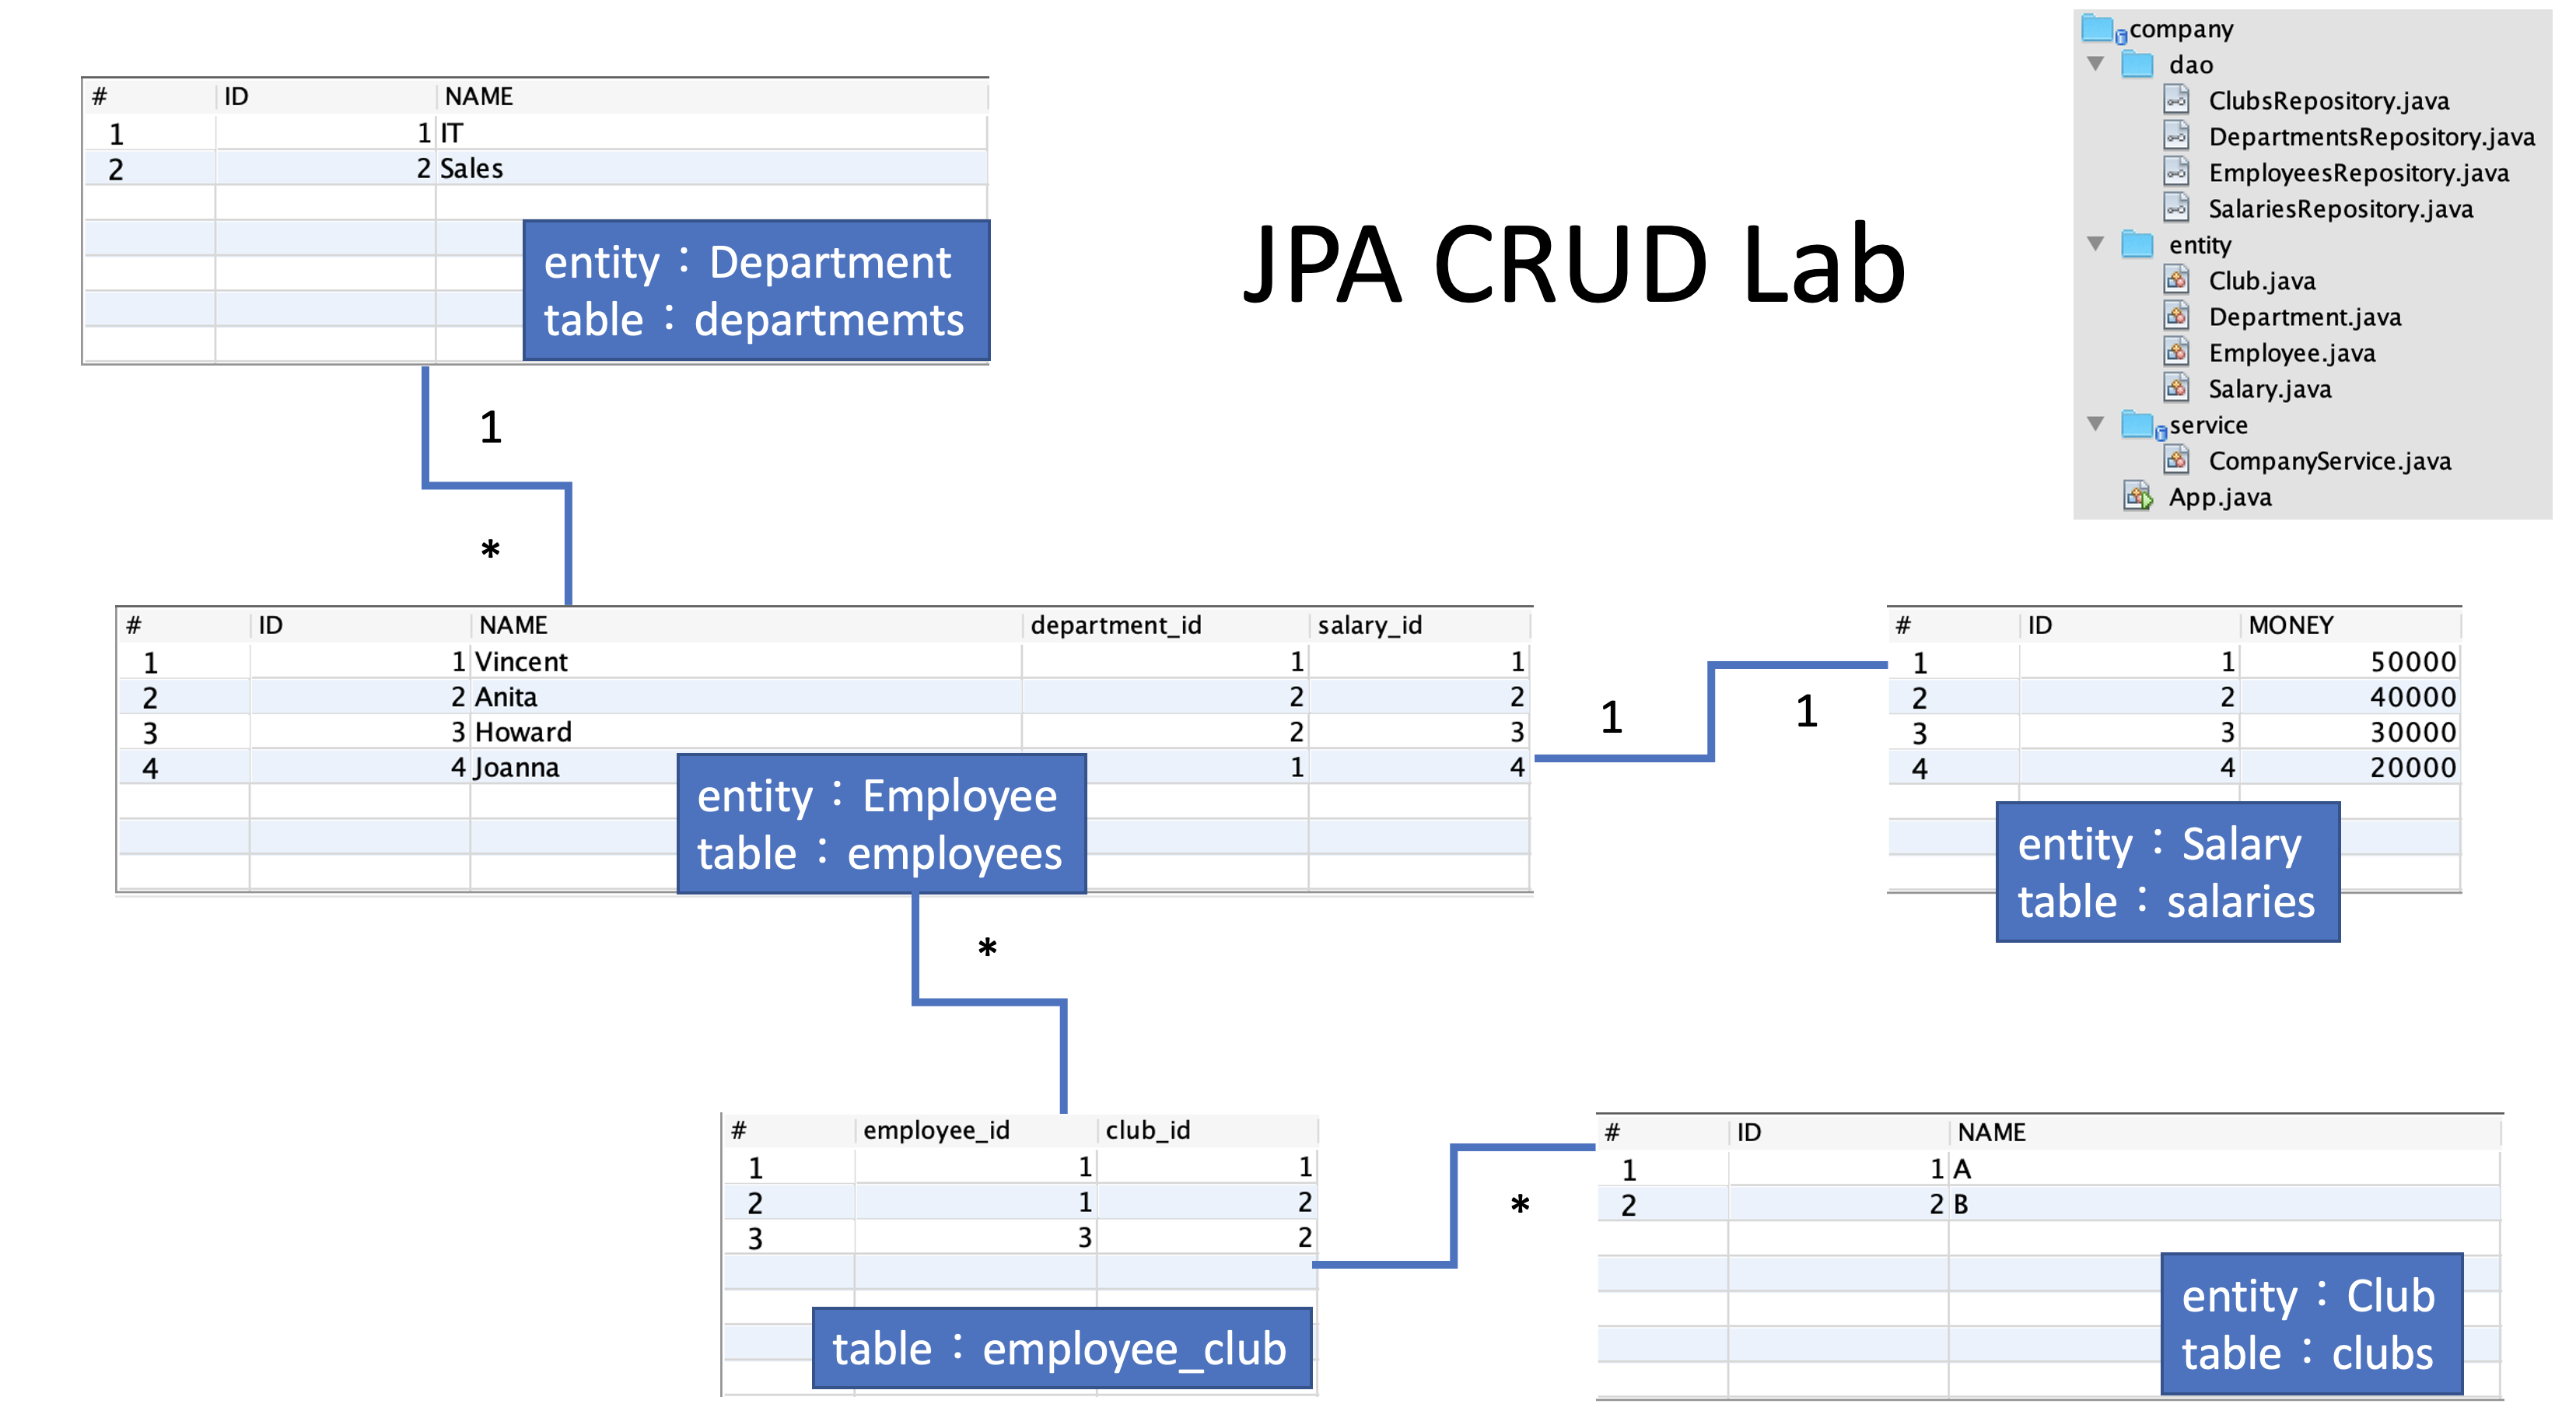 # ID NAME
1 1 IT
2 2 Sales
entity：Department
table：departmemts
JPA CRUD Lab
company
dao
ClubsRepository.java
DepartmentsRepository.java
EmployeesRepository.java
SalariesRepository.java
entity
Club.java
Department.java
Employee.java
Salary.java
service
CompanyService.java
App.java
1
*
# ID NAME department_id salary_id
1 1 Vincent 1 1
2 2 Anita 2 2
3 3 Howard 2 3
4 4 Joanna 1 4
entity：Employee
table：employees
1
1
# ID MONEY
1 1 50000
2 2 40000
3 3 30000
4 4 20000
entity：Salary
table：salaries
*
# employee_id club_id
1 1 1
2 1 2
3 3 2
table：employee_club
*
# ID NAME
1 1 A
2 2 B
entity：Club
table：clubs